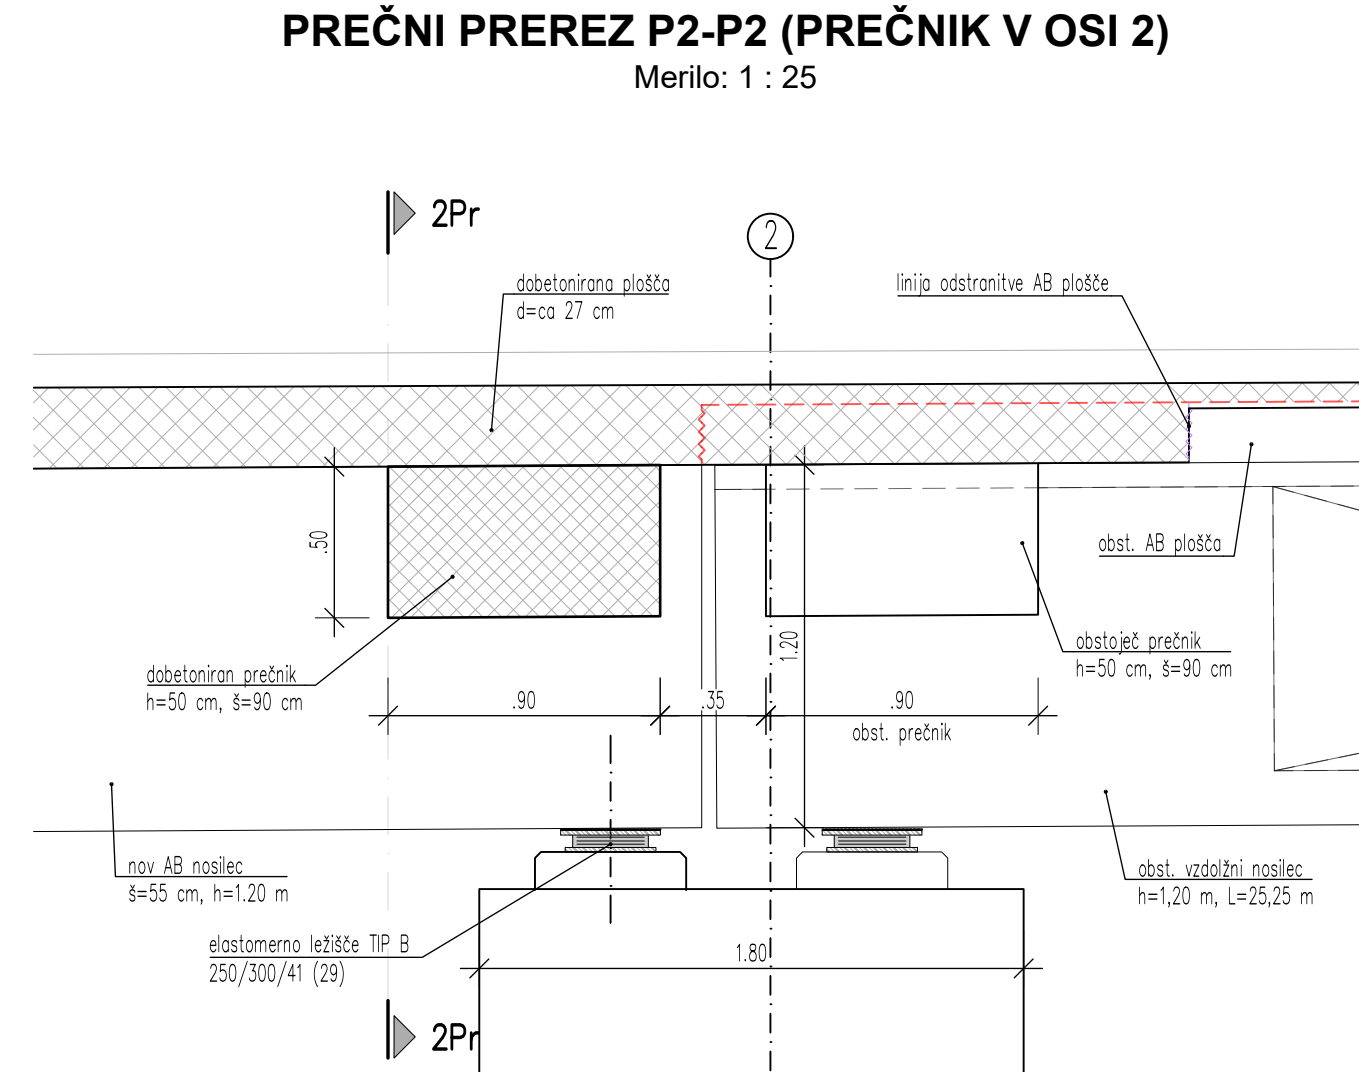 PREČNI PREREZ P2-P2 (PREČNIK V OSI 2)
Merilo: 1 : 25
2Pr
2
dobetonirana plošča
d=ca 27 cm
linija odstranitve AB plošče
.50
obst. AB plošča
dobetoniran prečnik
h=50 cm, š=90 cm
1.20
obstoječ prečnik
h=50 cm, š=90 cm
.90
.35
.90
obst. prečnik
nov AB nosilec
š=55 cm, h=1.20 m
obst. vzdolžni nosilec
h=1,20 m, L=25,25 m
elastomerno ležišče TIP B
250/300/41 (29)
1.80
2Pr